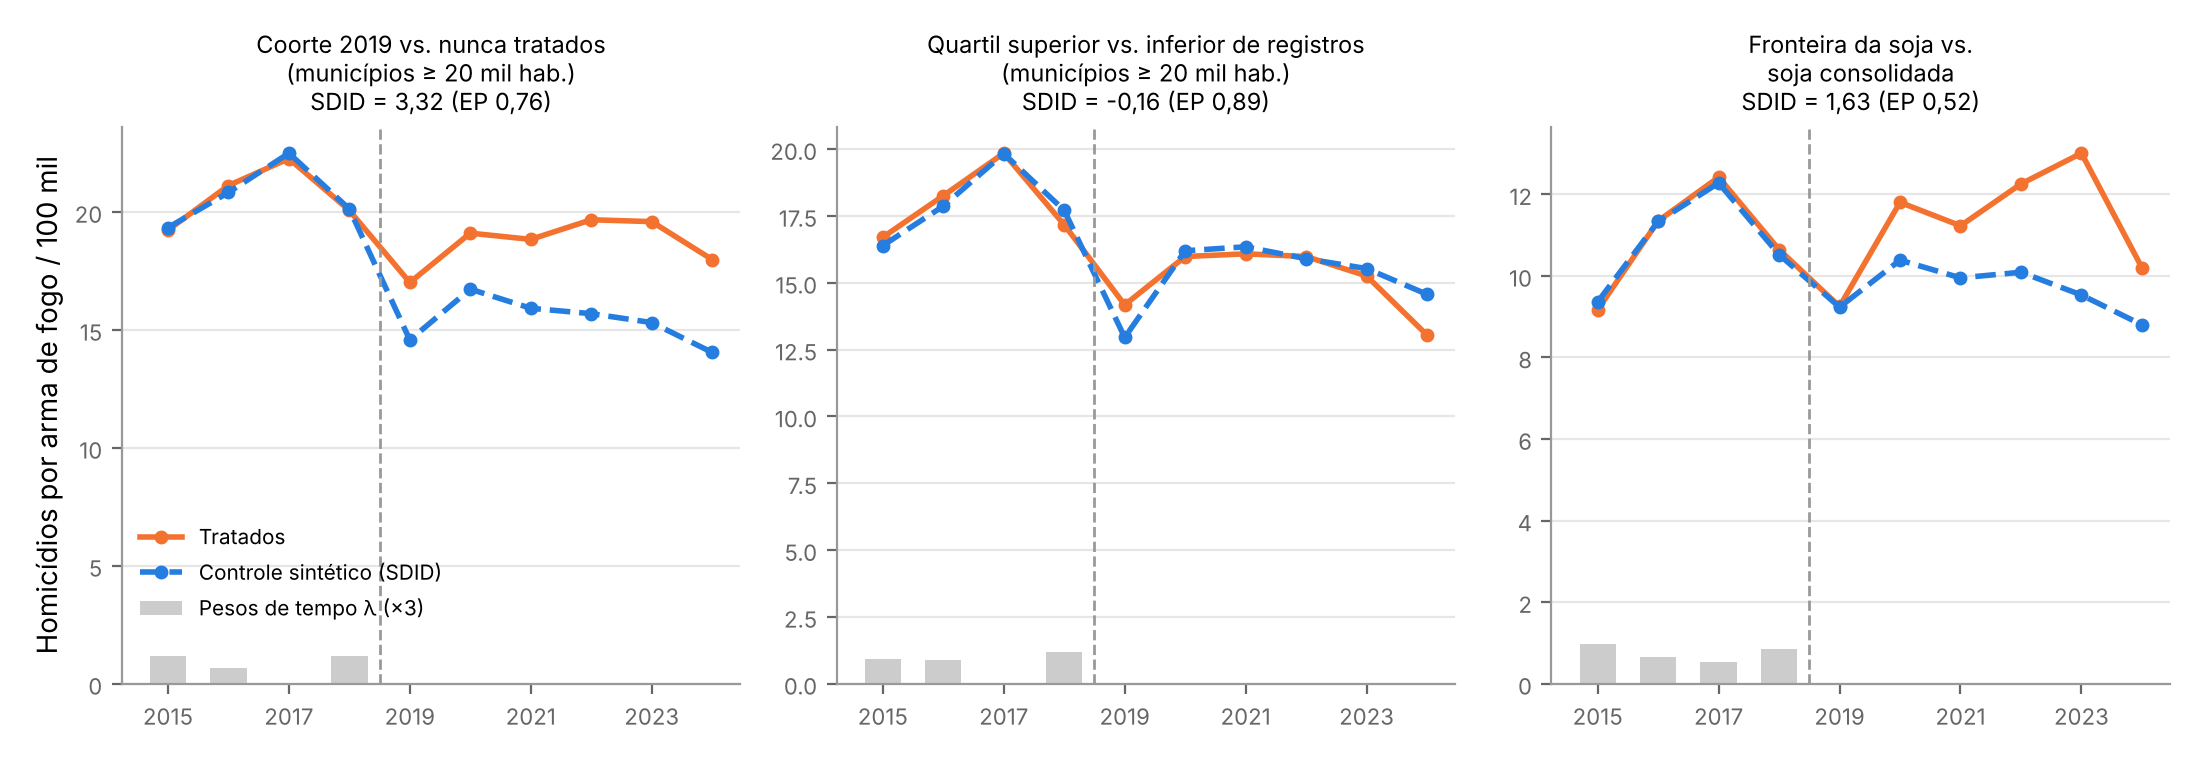 Coorte 2019 vs. nunca tratados
(municípios ≥ 20 mil hab.)
SDID = 3,32 (EP 0,76)
Homicídios por arma de fogo / 100 mil
20
15
10
5
0
Tratados
Controle sintético (SDID)
Pesos de tempo λ (×3)
2015 2017 2019 2021 2023
Quartil superior vs. inferior de registros
(municípios ≥ 20 mil hab.)
SDID = -0,16 (EP 0,89)
20.0
17.5
15.0
12.5
10.0
7.5
5.0
2.5
0.0
2015 2017 2019 2021 2023
Fronteira da soja vs.
soja consolidada
SDID = 1,63 (EP 0,52)
12
10
8
6
4
2
0
2015 2017 2019 2021 2023